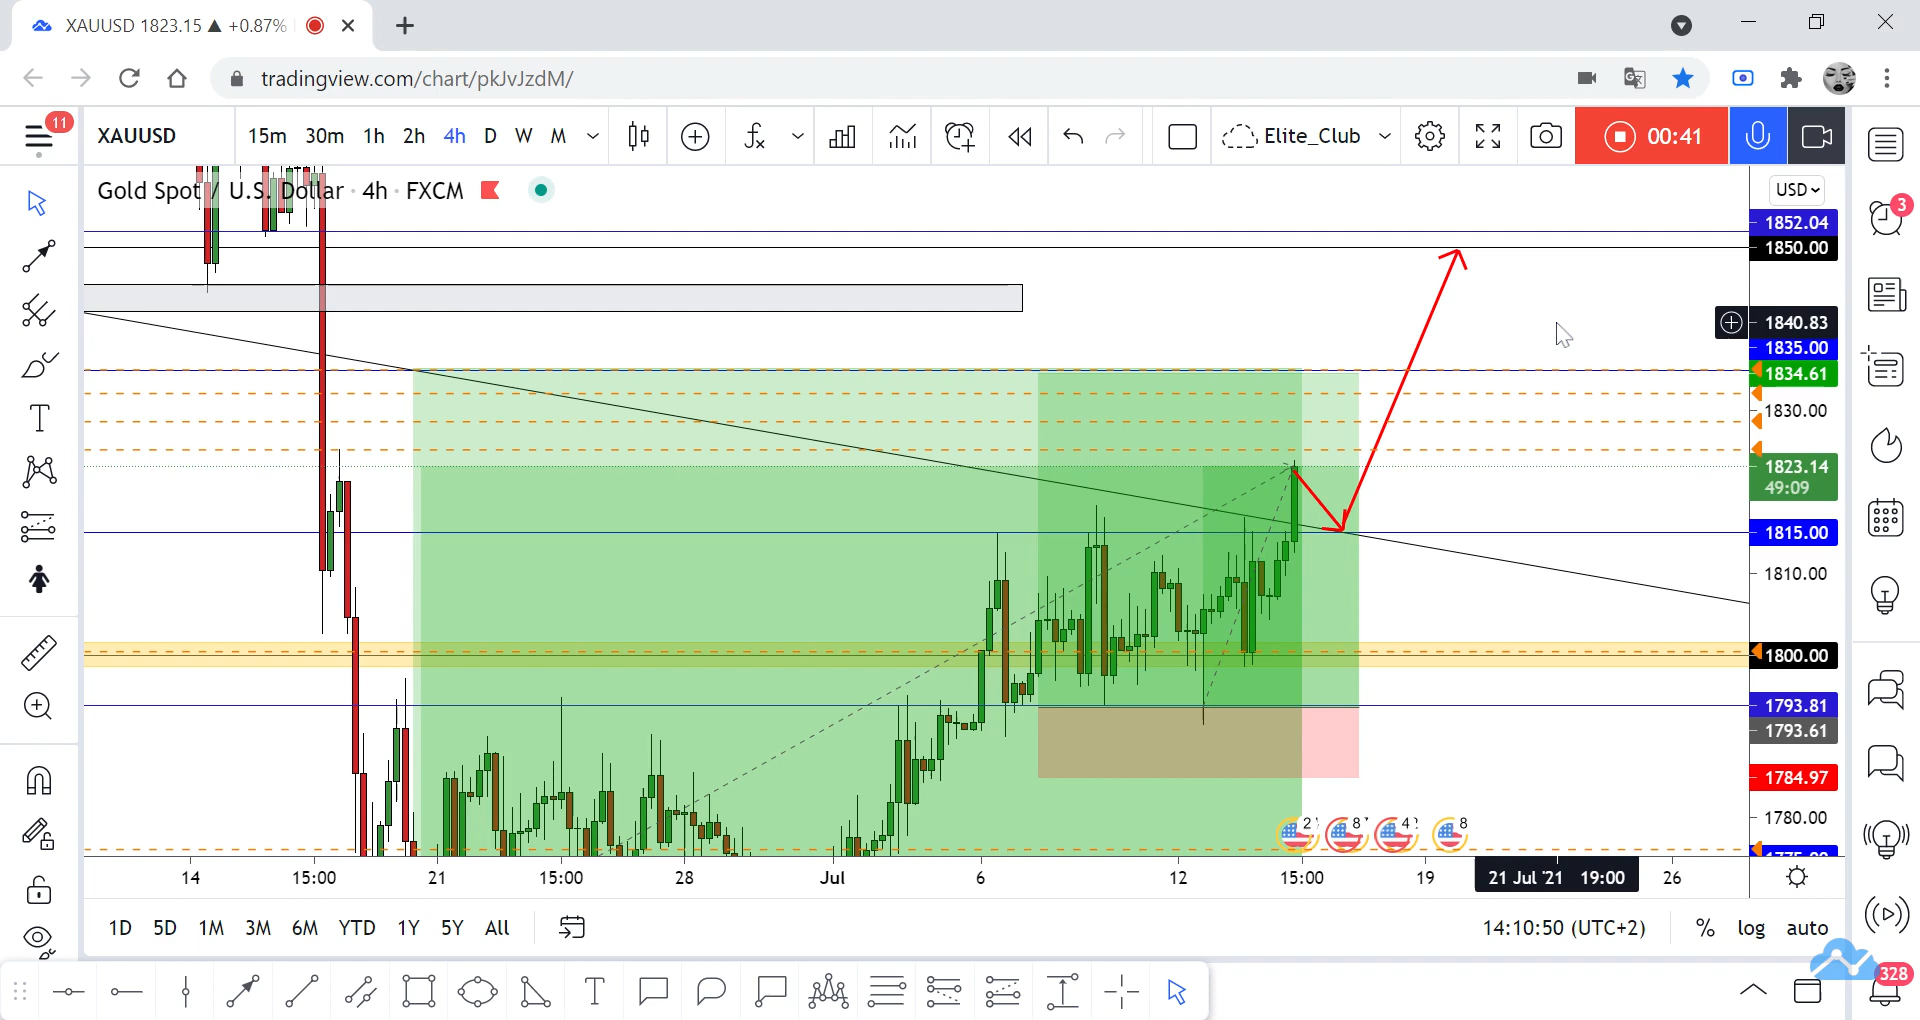 XAUUSD 1823.15 ▲ +0.87%
tradingview.com/chart/pkJvJzdM/
11
XAUUSD
15m 30m 1h 2h 4h D W M
Elite_Club
00:41
Gold Spot / U.S. Dollar · 4h · FXCM
USD
3
1852.04
1850.00
1840.83
1835.00
1834.61
1830.00
1823.14
49:09
1815.00
1810.00
1800.00
1793.81
1793.61
1784.97
1780.00
2 8 4 8
14 15:00 21 15:00 28 Jul 6 12 15:00 19 21 Jul '21 19:00 26
1D 5D 1M 3M 6M YTD 1Y 5Y All
14:10:50 (UTC+2) % log auto
T
328